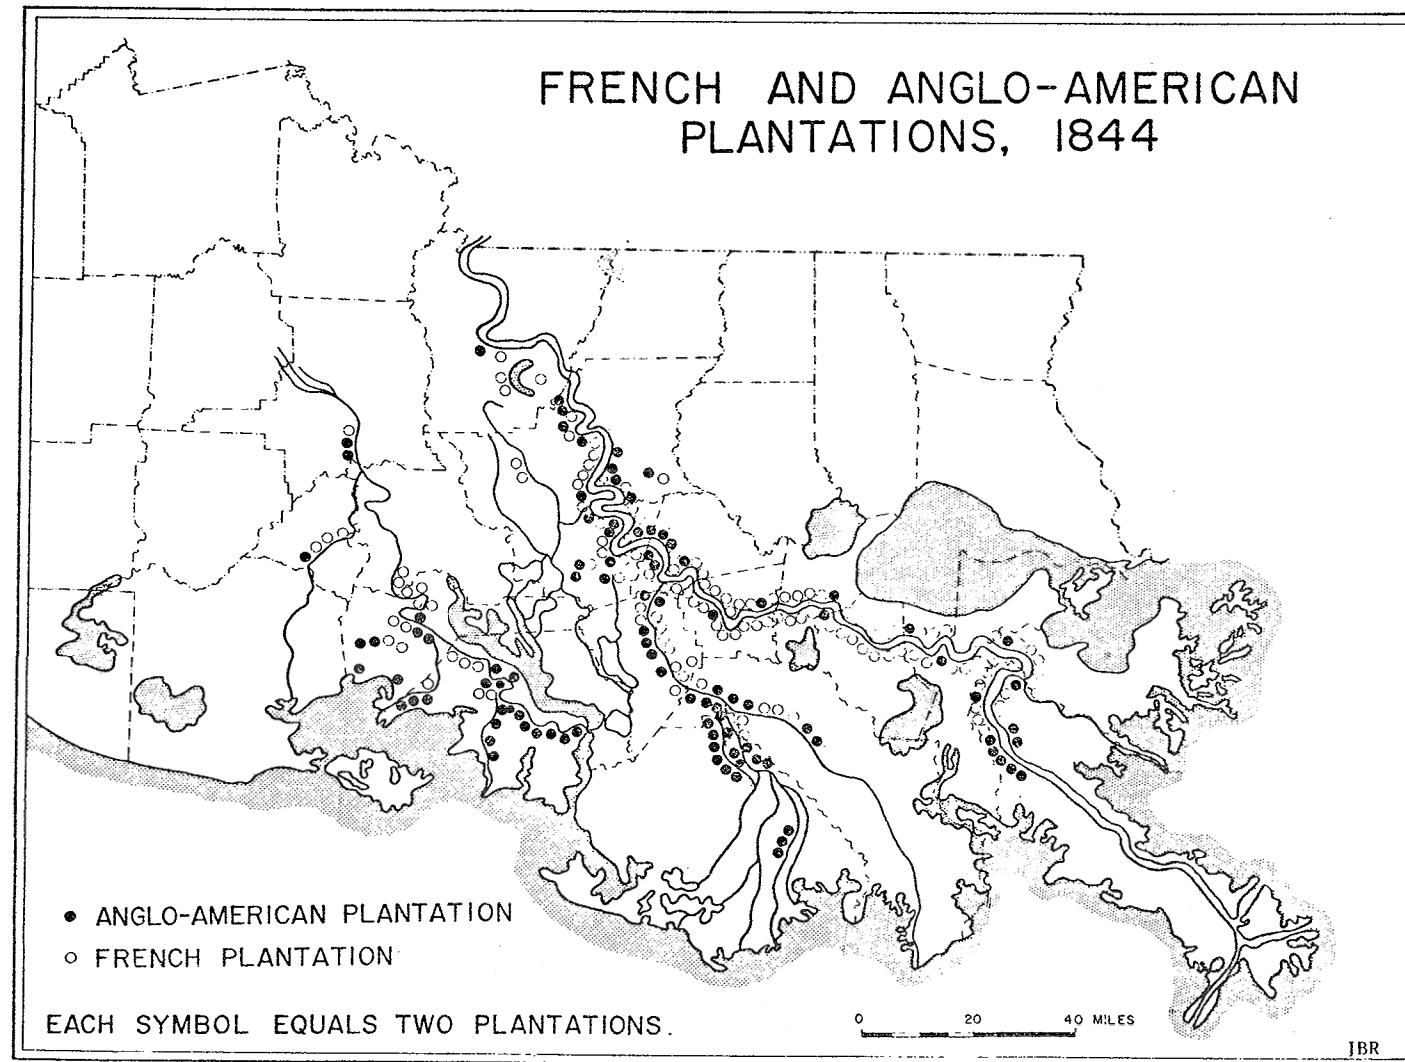 FRENCH AND ANGLO-AMERICAN
PLANTATIONS, 1844
ANGLO-AMERICAN PLANTATION
FRENCH PLANTATION
EACH SYMBOL EQUALS TWO PLANTATIONS.
0 20 40 MILES
JBR